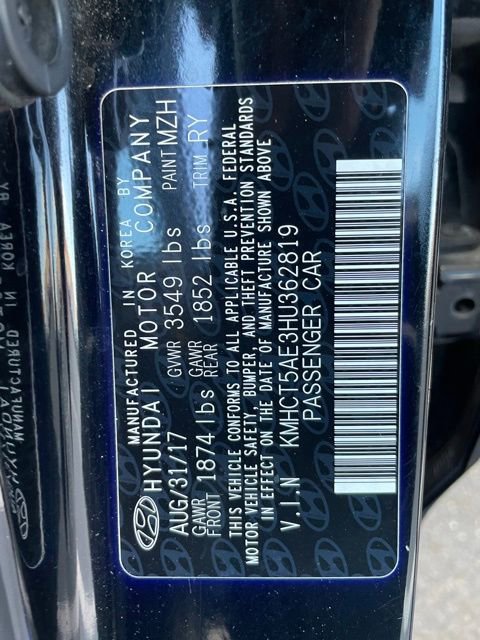 MANUFACTURED IN KOREA BY
HYUNDAI MOTOR COMPANY
AUG/31/17 GVWR 3549 lbs PAINT MZH
GAWR FRONT 1874 lbs GAWR REAR 1852 lbs TRIM RY
THIS VEHICLE CONFORMS TO ALL APPLICABLE U.S.A. FEDERAL
MOTOR VEHICLE SAFETY, BUMPER, AND THEFT PREVENTION STANDARDS
IN EFFECT ON THE DATE OF MANUFACTURE SHOWN ABOVE
V.I.N KMHCT5AE3HU362819
PASSENGER CAR